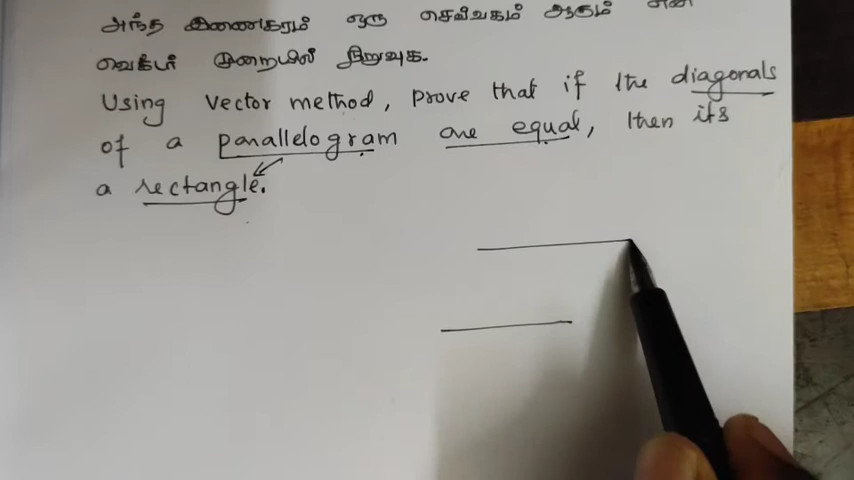 அந்த இணைகரம் ஒரு செவ்வகம் ஆகும் என
வெக்டர் முறையில் நிறுவுக.
Using vector method, prove that if the diagonals
of a parallelogram are equal, then its
a rectangle.